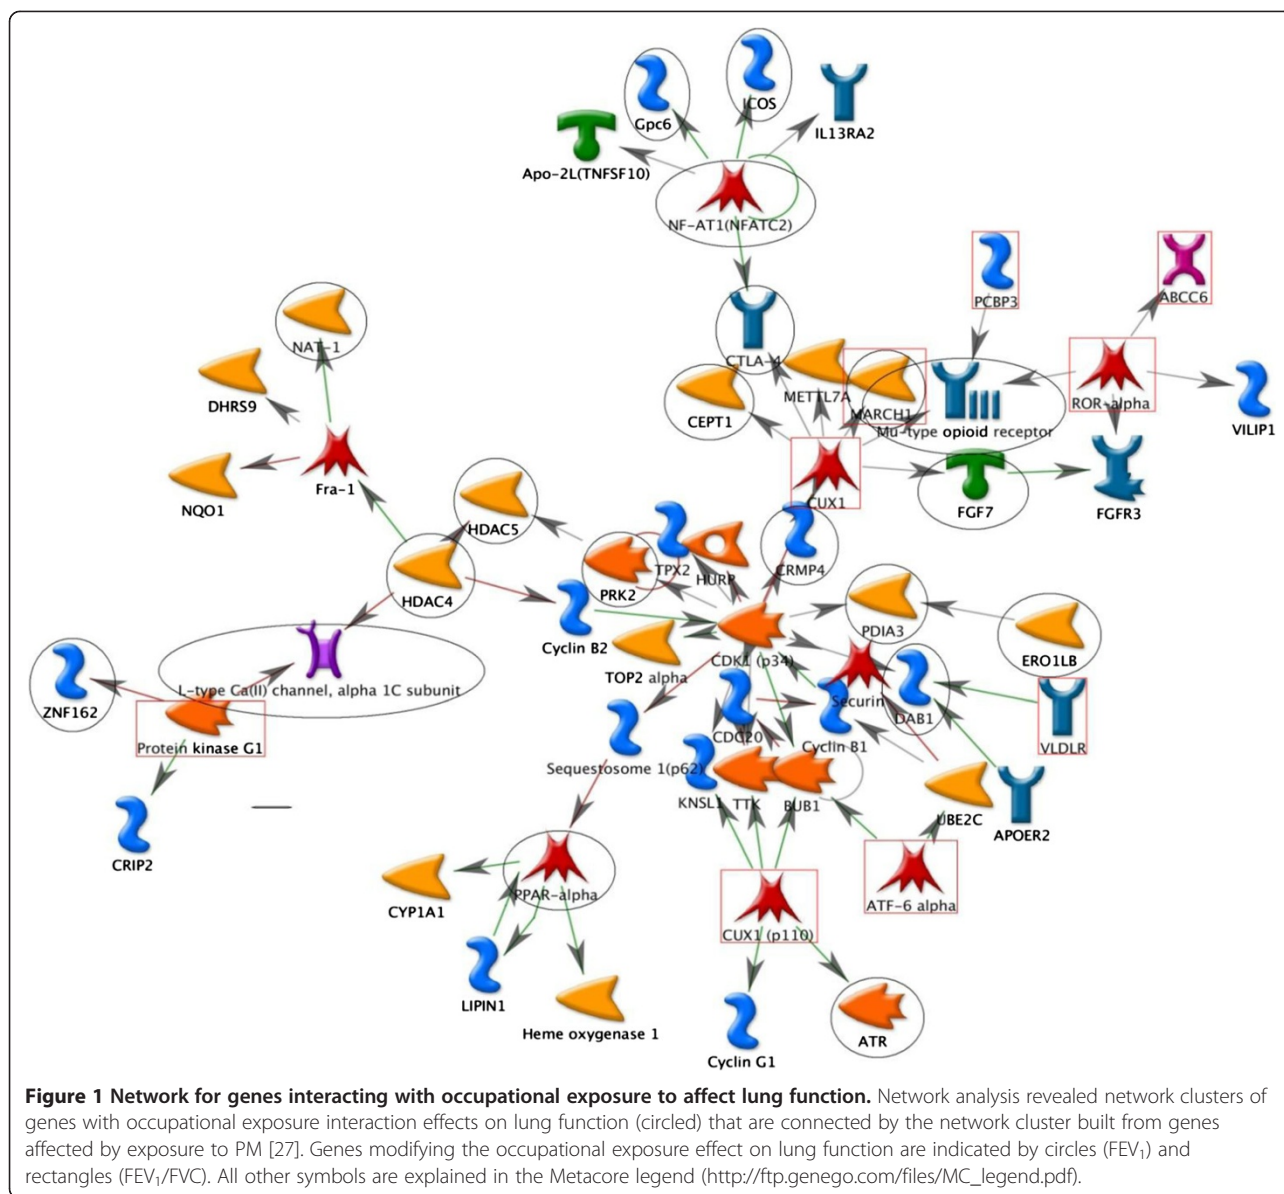 Gpc6
ICOS
IL13RA2
Apo-2L(TNFSF10)
NF-AT1(NFATC2)
PCBP3
ABCC6
NAT-1
CTLA-4
METTL7A
DHRS9
CEPT1
MARCH1
ROR-alpha
VILIP1
Mu-type opioid receptor
Fra-1
NQO1
CUX1
FGF7
FGFR3
HDAC5
TPX2
HURP
CRMP4
HDAC4
PRK2
Cyclin B2
PDIA3
CDK1 (p34)
ERO1LB
TOP2 alpha
L-type Ca(II) channel, alpha 1C subunit
Securin
ZNF162
DAB1
Protein kinase G1
CDC20
Cyclin B1
VLDLR
Sequestosome 1(p62)
KNSL1
TTK
BUB1
UBE2C
APOER2
CRIP2
PPAR-alpha
ATF-6 alpha
CYP1A1
CUX1 (p110)
LIPIN1
Heme oxygenase 1
ATR
Cyclin G1
Figure 1 Network for genes interacting with occupational exposure to affect lung function. Network analysis revealed network clusters of
genes with occupational exposure interaction effects on lung function (circled) that are connected by the network cluster built from genes
affected by exposure to PM [27]. Genes modifying the occupational exposure effect on lung function are indicated by circles (FEV₁) and
rectangles (FEV₁/FVC). All other symbols are explained in the Metacore legend (http://ftp.genego.com/files/MC_legend.pdf).